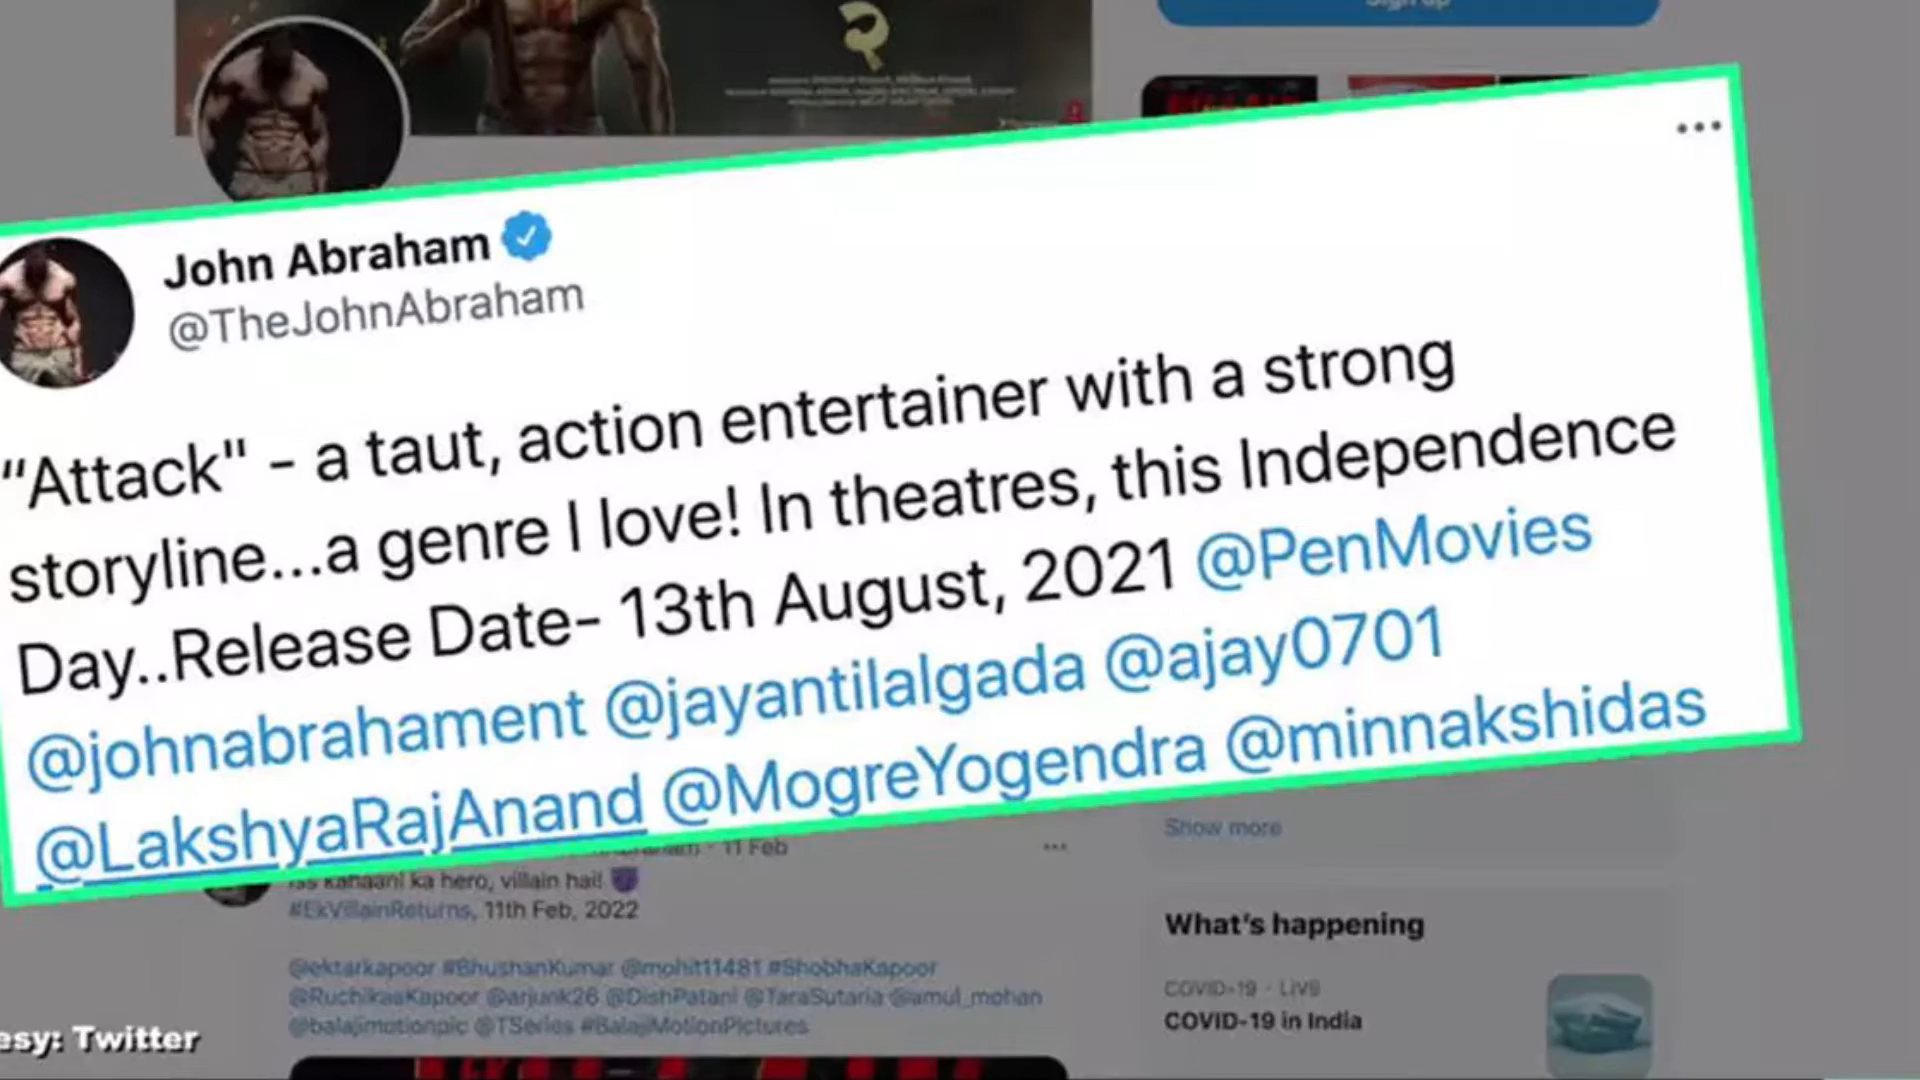 Sign up
John Abraham
@TheJohnAbraham
“Attack" - a taut, action entertainer with a strong
storyline...a genre I love! In theatres, this Independence
Day..Release Date- 13th August, 2021 @PenMovies
@johnabrahament @jayantilalgada @ajay0701
@LakshyaRajAnand @MogreYogendra @minnakshidas
11 Feb
Iss kahaani ka hero, villain hai!
#EkVillainReturns, 11th Feb, 2022
@ektarkapoor #BhushanKumar @mohit11481 #ShobhaKapoor
@RuchikaaKapoor @arjunk26 @DishPatani @TaraSutaria @amul_mohan
@balajimotionpic @TSeries #BalajiMotionPictures
Show more
What's happening
COVID-19 · LIVE
COVID-19 in India
esy: Twitter